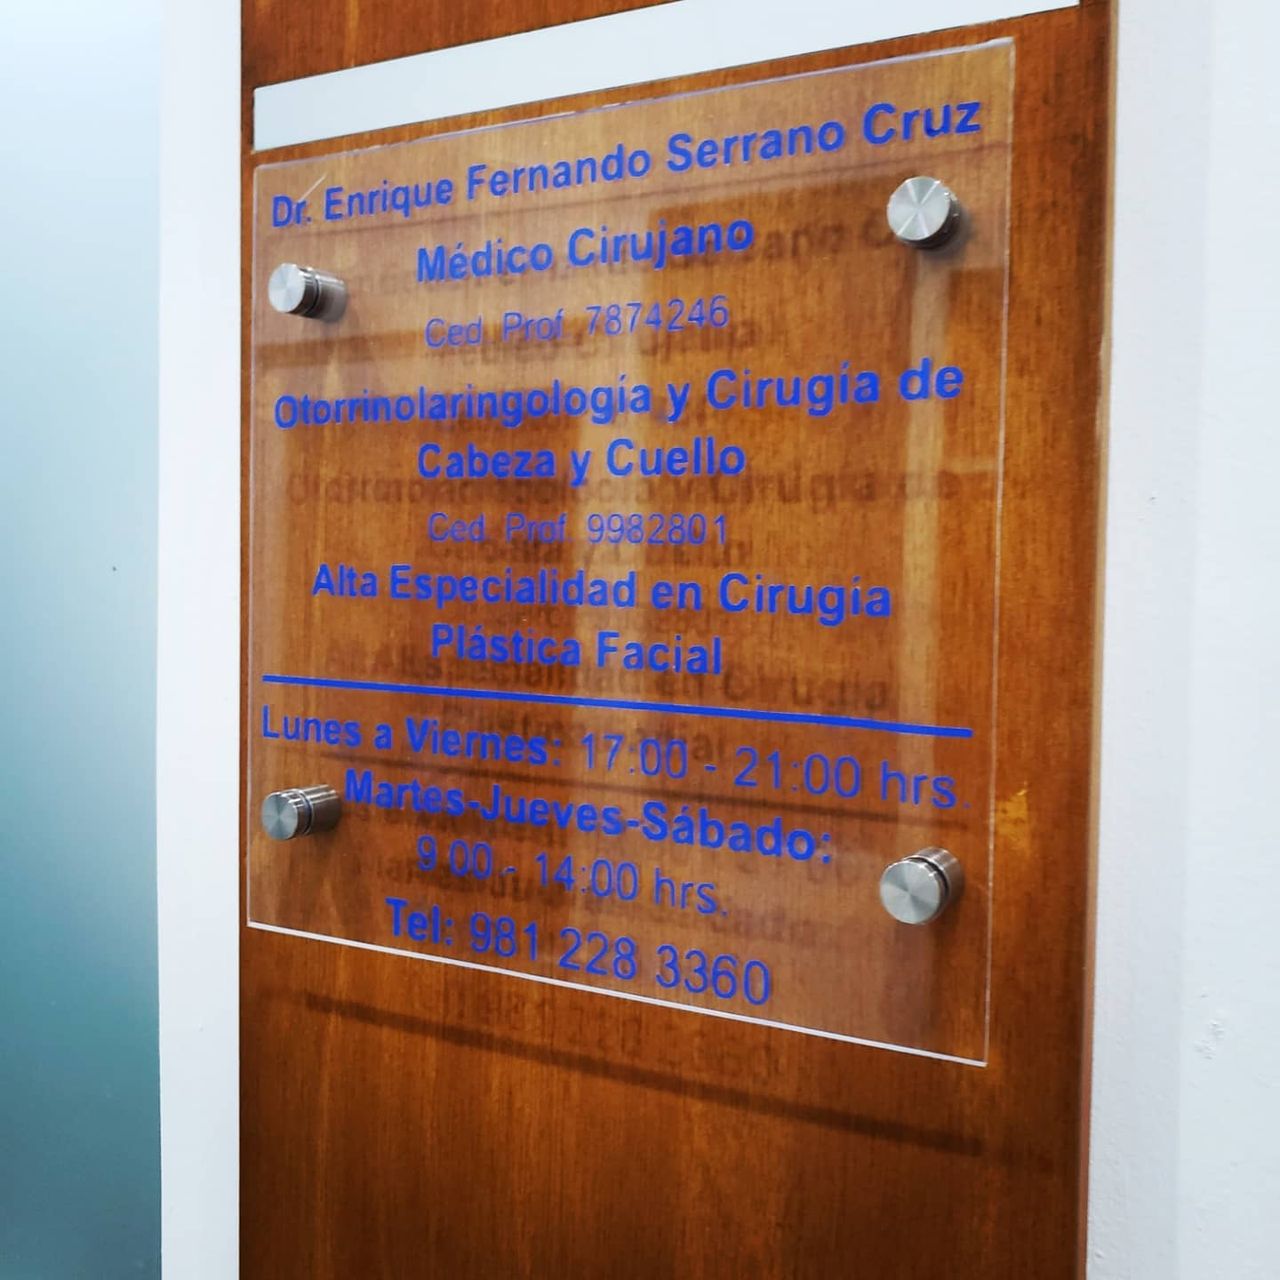 Dr. Enrique Fernando Serrano Cruz
Médico Cirujano
Ced. Prof. 7874246
Otorrinolaringología y Cirugía de
Cabeza y Cuello
Ced. Prof. 9982801
Alta Especialidad en Cirugía
Plástica Facial
Lunes a Viernes: 17:00 - 21:00 hrs.
Martes-Jueves-Sábado:
9:00 - 14:00 hrs.
Tel: 981 228 3360